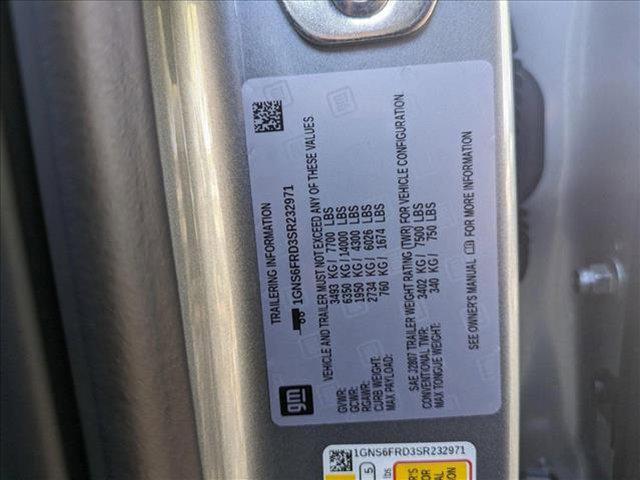 gm
TRAILERING INFORMATION
1GNS6FRD3SR232971
VEHICLE AND TRAILER MUST NOT EXCEED ANY OF THESE VALUES.
GVWR: 3493 KG / 7700 LBS
GCWR: 6350 KG / 14000 LBS
RGAWR: 1950 KG / 4300 LBS
CURB WEIGHT: 2734 KG / 6026 LBS
MAX PAYLOAD: 760 KG / 1674 LBS
SAE J2807 TRAILER WEIGHT RATING (TWR) FOR VEHICLE CONFIGURATION.
CONVENTIONAL TWR: 3402 KG / 7500 LBS
MAX TONGUE WEIGHT: 340 KG / 750 LBS
SEE OWNER'S MANUAL FOR MORE INFORMATION
1GNS6FRD3SR232971
5
lbs